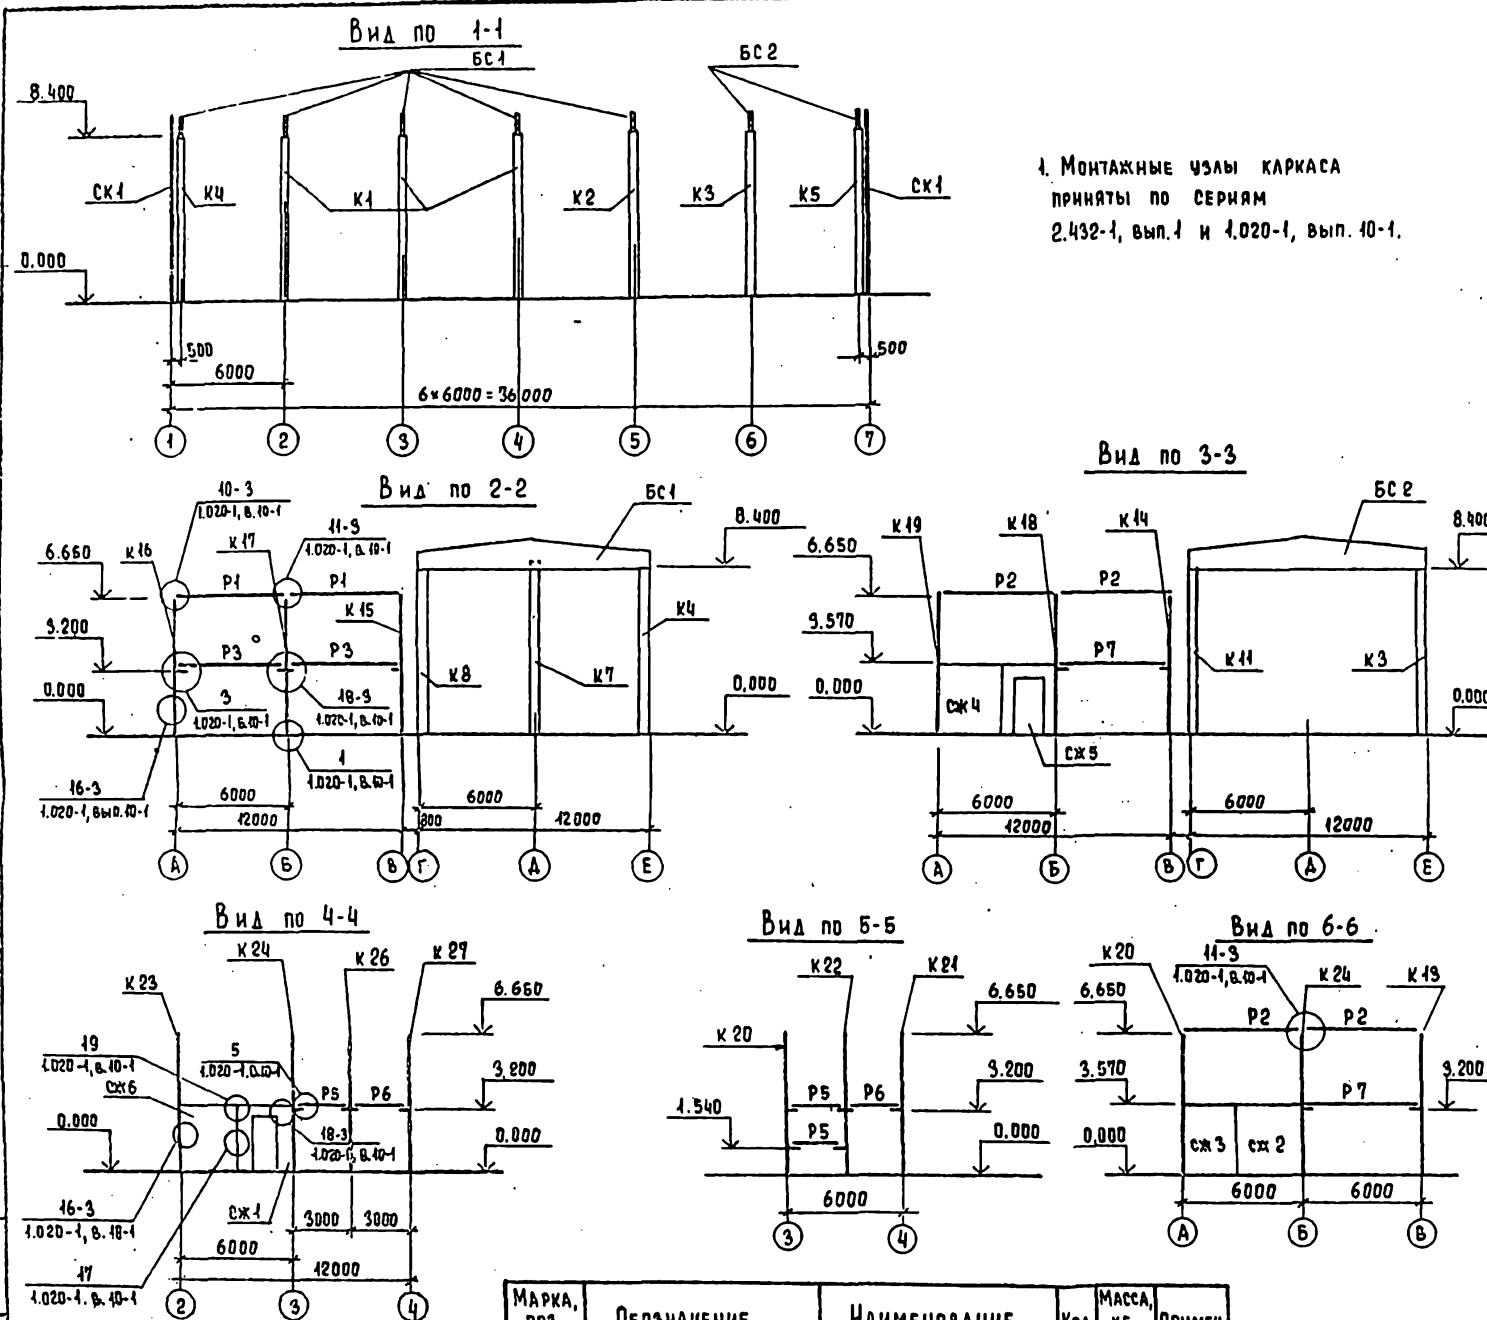 Вид по 1-1
БС1
БС2
8.400
СК1
К4
К1
К2
К3
К5
СК1
0.000
500
6000
6×6000=36000
500
1
2
3
4
5
6
7
1. Монтажные узлы каркаса
приняты по сериям
2.432-1, вып.1 и 1.020-1, вып. 10-1.
Вид по 2-2
10-3
1.020-1, в.10-1
11-3
1.020-1, в.10-1
БС1
8.400
К16
К17
6.650
Р1
Р1
К15
К4
3.200
Р3
Р3
К8
К7
0.000
3
1.020-1, в.10-1
18-3
1.020-1, в.10-1
0.000
1
1.020-1, в.10-1
16-3
1.020-1, вып.10-1
6000
12000
6000
12000
А
Б
В
Г
Д
Е
Вид по 3-3
БС2
К19
К18
К14
8.400
6.650
Р2
Р2
3.570
Р7
К11
К3
0.000
СЖ4
СЖ5
0.000
6000
12000
6000
12000
А
Б
В
Г
Д
Е
Вид по 4-4
К24
К26
К27
К23
6.650
19
1.020-1, в.10-1
5
1.020-1. в.10-1
СЖ6
Р5
Р6
3.200
0.000
18-3
1.020-1, в.10-1
0.000
16-3
1.020-1, в.18-1
СЖ1
3000
3000
17
1.020-1. в.10-1
6000
12000
2
3
4
Вид по 5-5
К22
К21
6.650
К20
3.200
Р5
Р6
1.540
Р5
0.000
6000
3
4
Вид по 6-6
К20
11-3
1.020-1, в.10-1
К24
К13
6.650
Р2
Р2
3.570
3.200
Р7
0.000
СЖ3
СЖ2
6000
6000
А
Б
В
Марка,
Обозначение
Наименование
Масса,